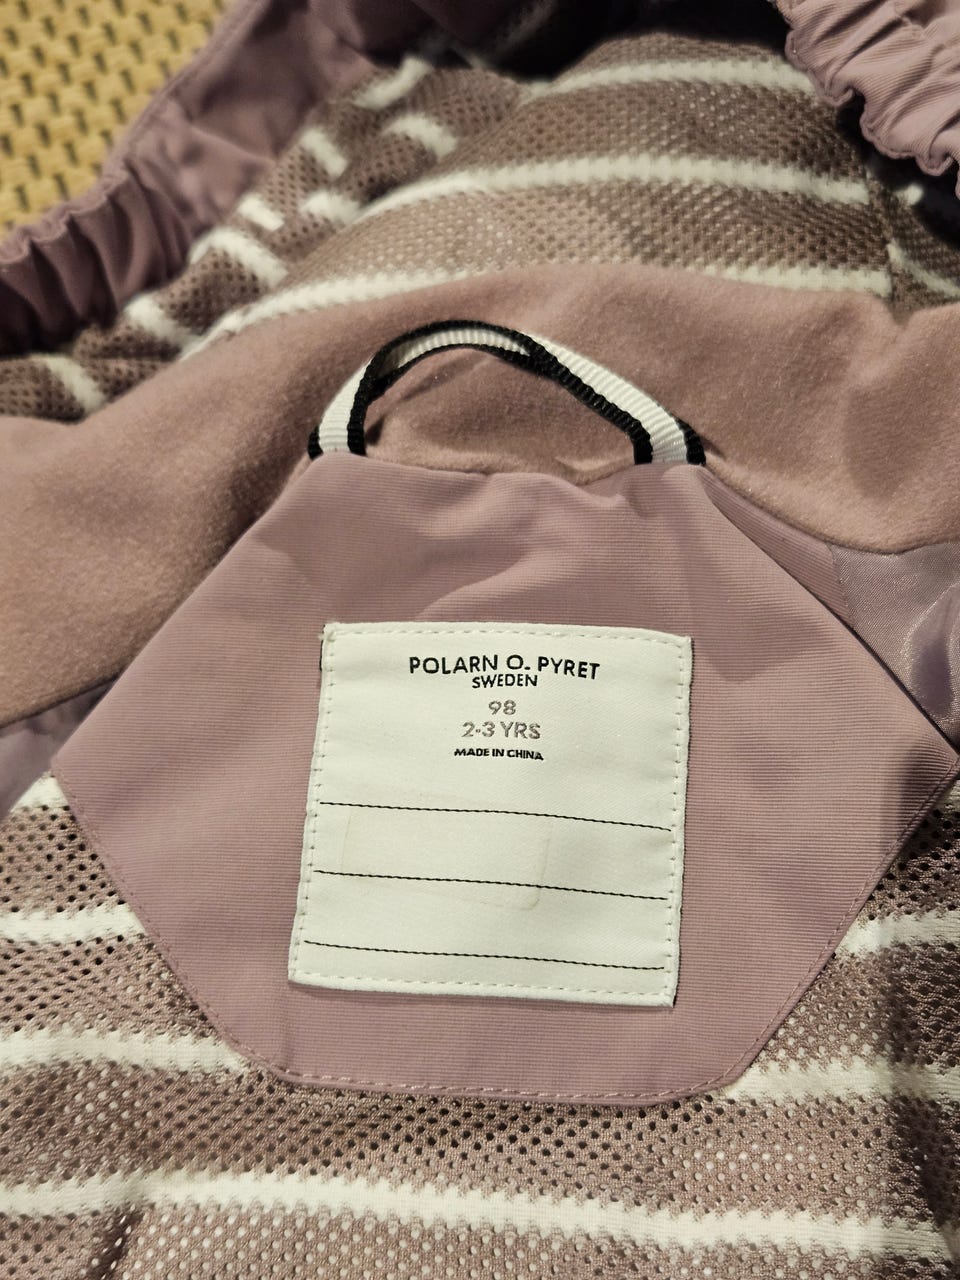 POLARN O. PYRET
SWEDEN
98
2-3 YRS
MADE IN CHINA